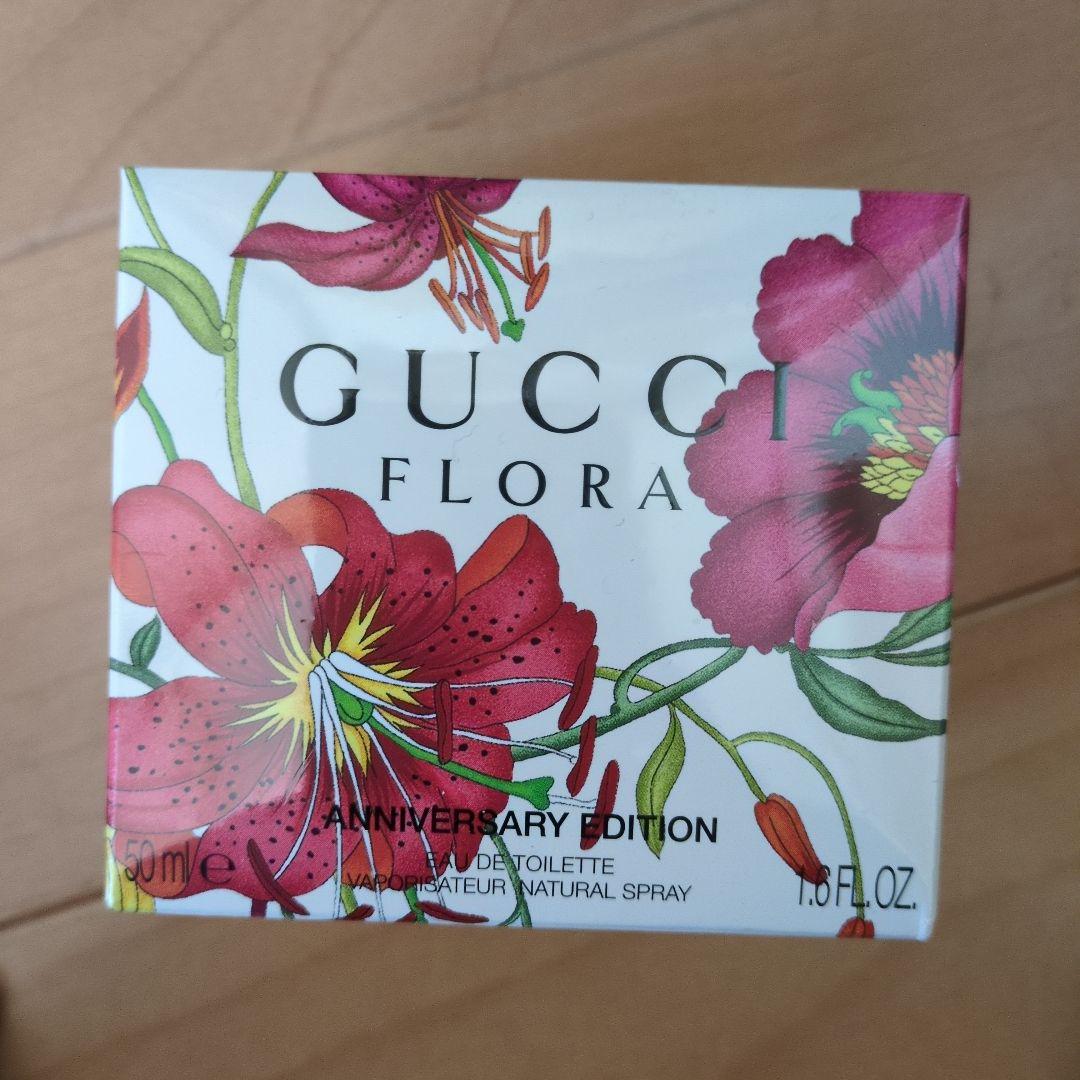 GUCCI
FLORA
ANNIVERSARY EDITION
EAU DE TOILETTE
VAPORISATEUR NATURAL SPRAY
50 ml e
1.6 FL. OZ.